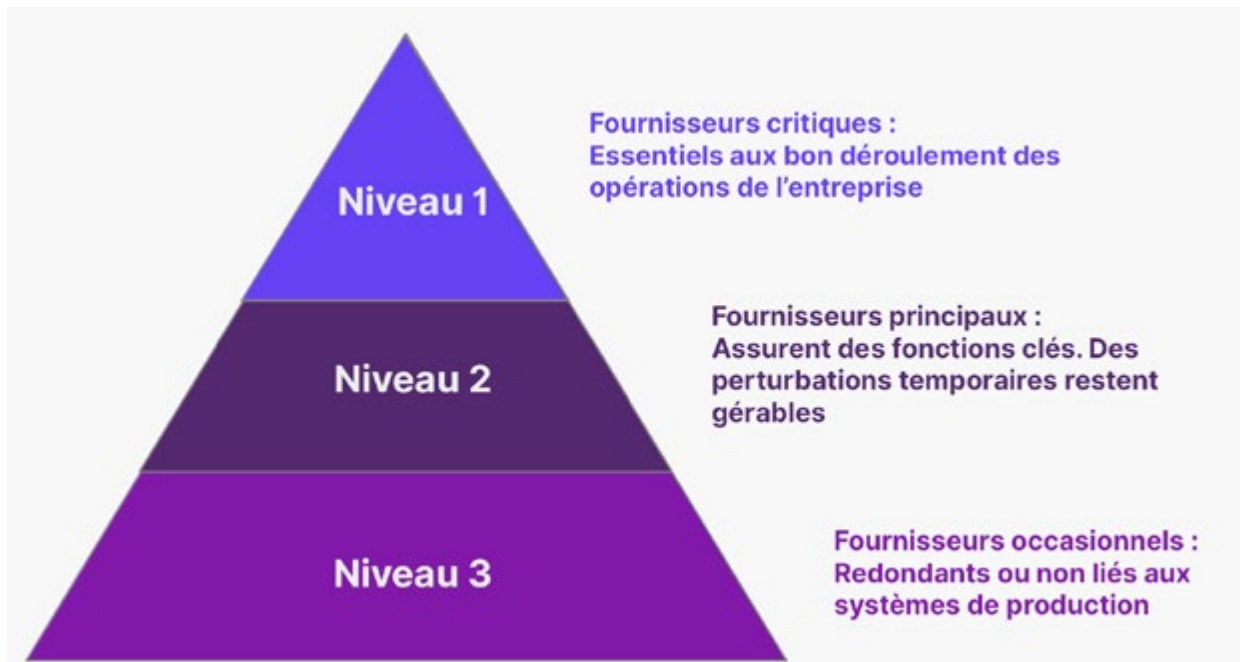 Niveau 1
Fournisseurs critiques :
Essentiels aux bon déroulement des
opérations de l’entreprise
Niveau 2
Fournisseurs principaux :
Assurent des fonctions clés. Des
perturbations temporaires restent
gérables
Niveau 3
Fournisseurs occasionnels :
Redondants ou non liés aux
systèmes de production